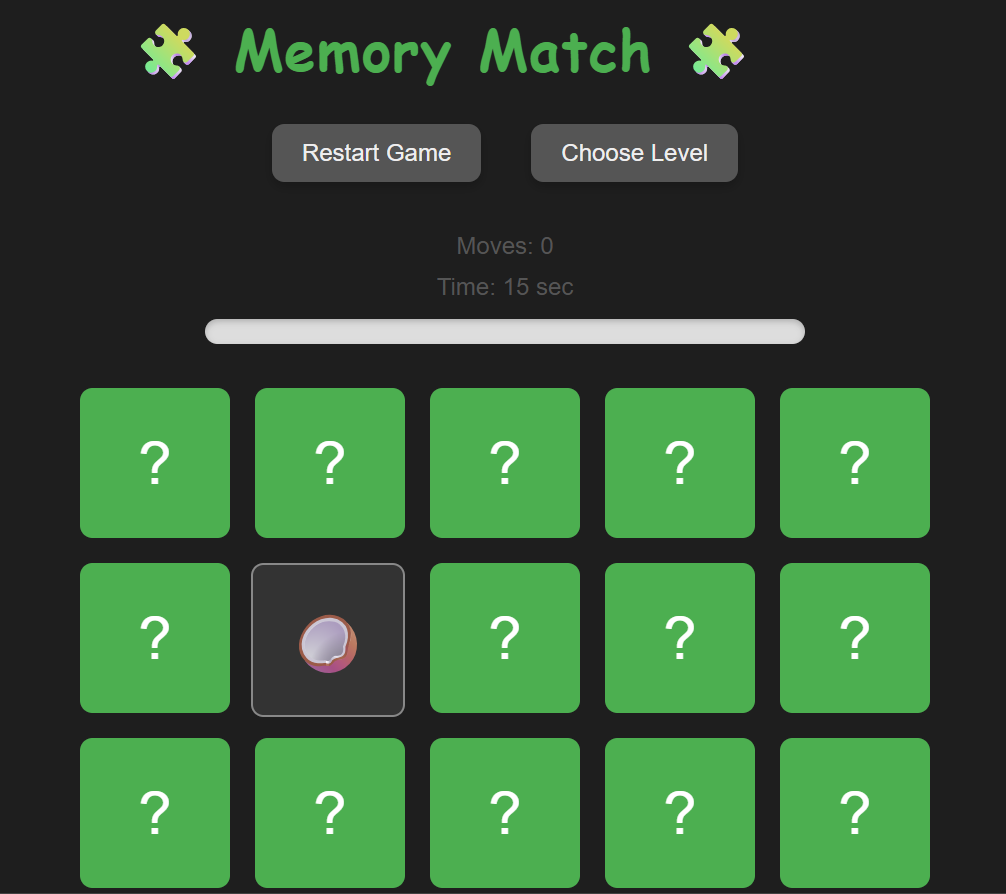 Memory Match
Restart Game Choose Level
Moves: 0
Time: 15 sec
? ? ? ? ?
? ? ? ?
? ? ? ? ?